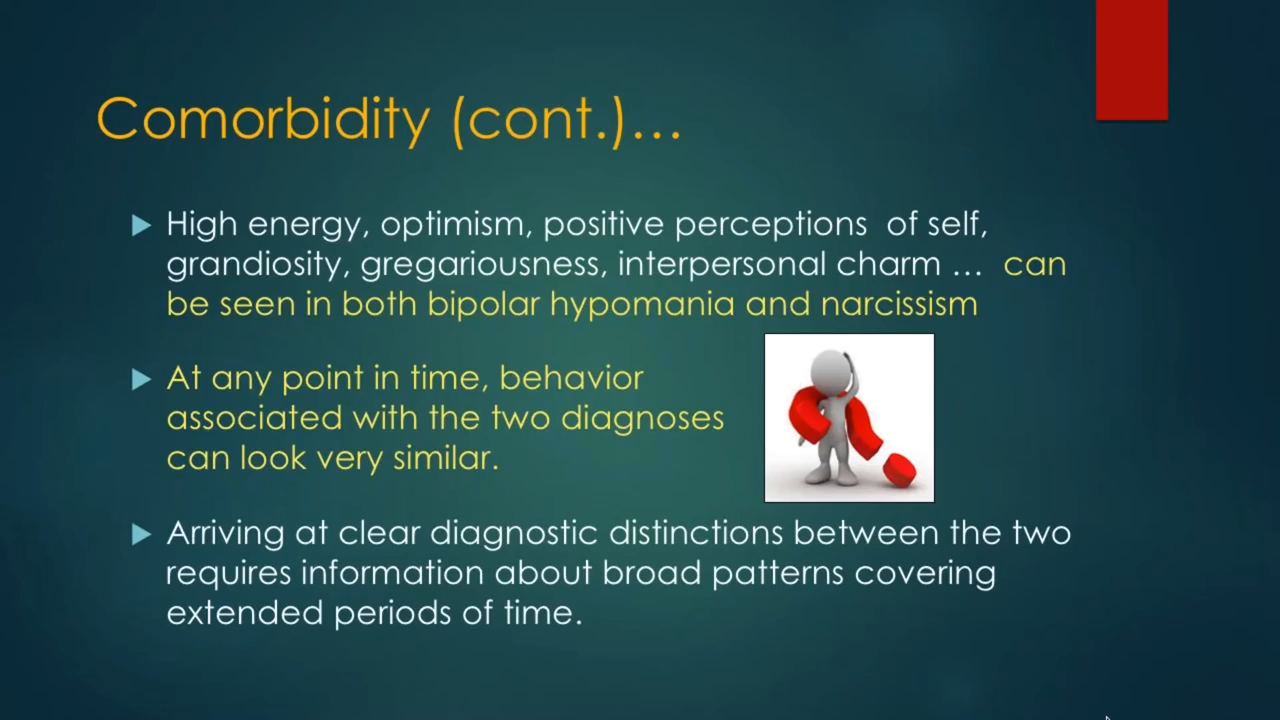 Comorbidity (cont.)…
High energy, optimism, positive perceptions  of self,
grandiosity, gregariousness, interpersonal charm …  can
be seen in both bipolar hypomania and narcissism
At any point in time, behavior
associated with the two diagnoses
can look very similar.
Arriving at clear diagnostic distinctions between the two
requires information about broad patterns covering
extended periods of time.